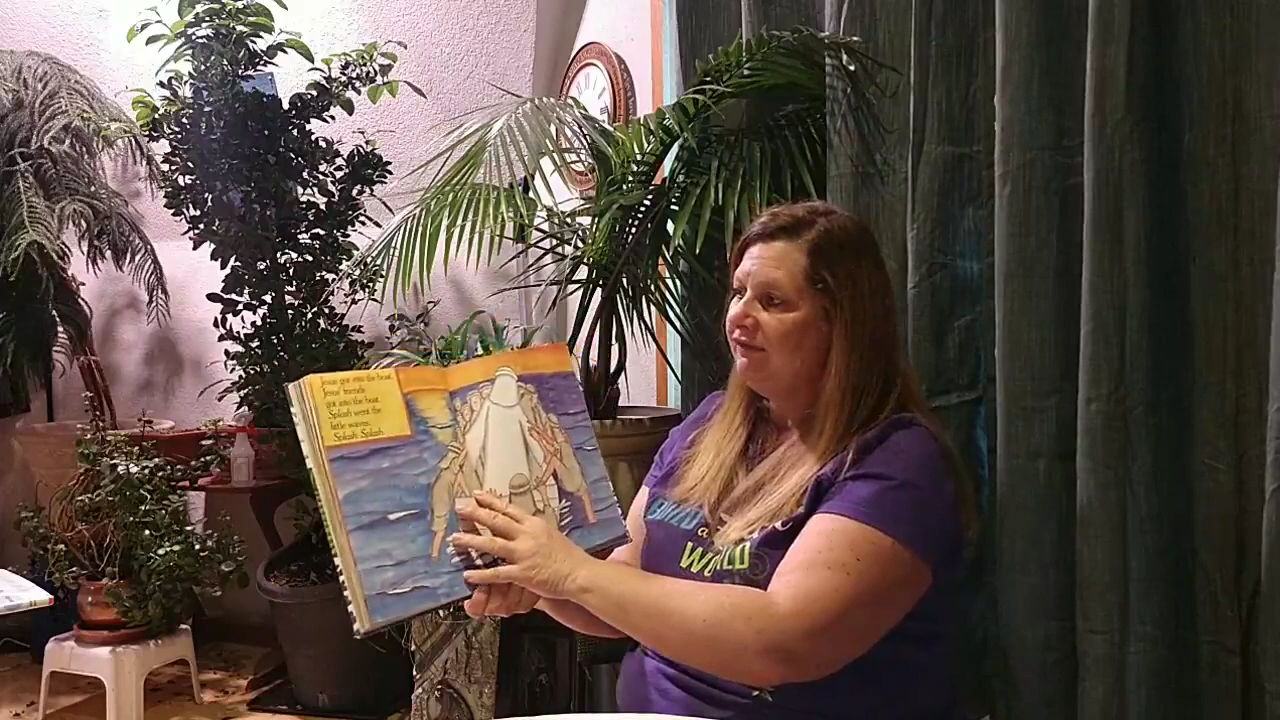 Jesus got into the boat.
Jesus' friends
got into the boat.
Splash went the
little waves.
Splash. Splash.
WORLD